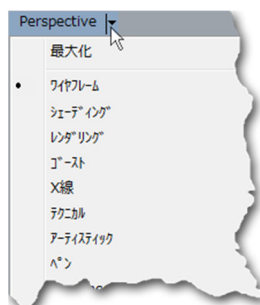 Perspective
最大化
ワイヤフレーム
シェーディング
レンダリング
ゴースト
X線
テクニカル
アーティスティック
ペン